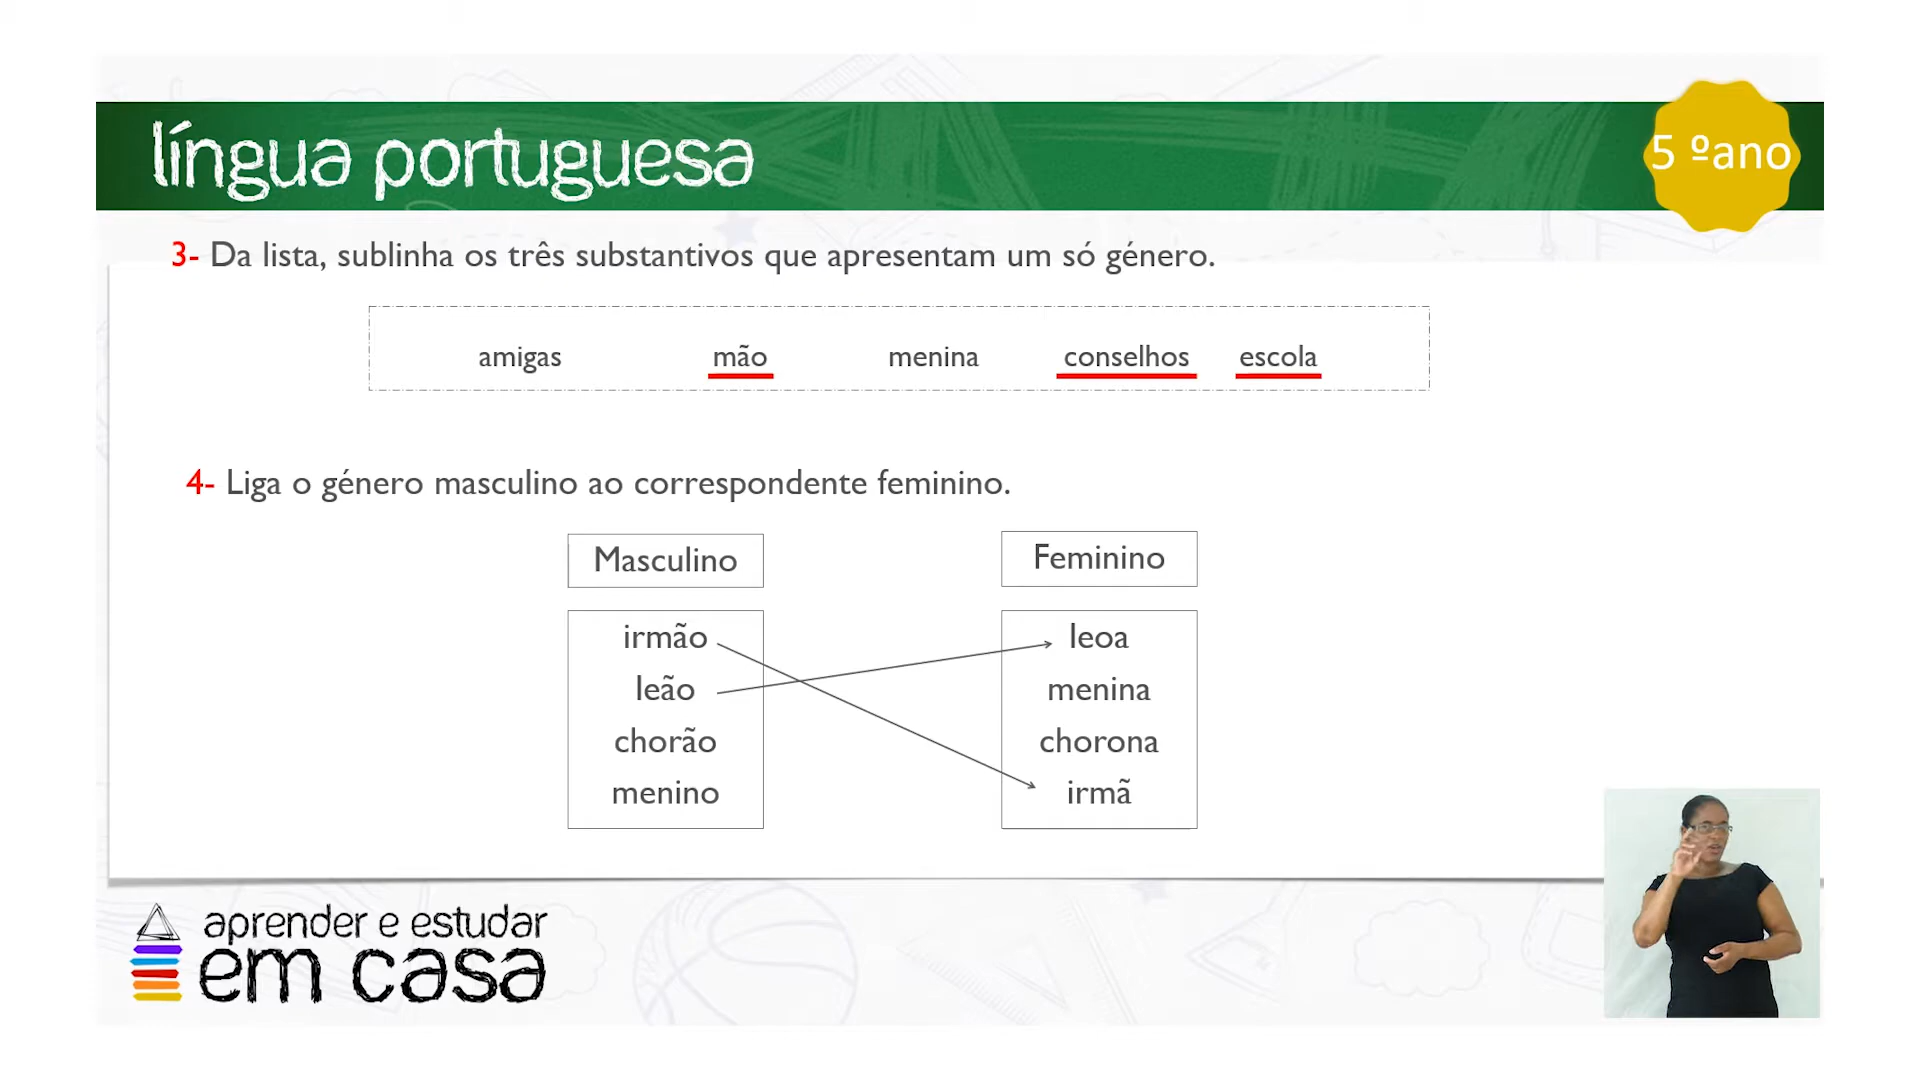 língua portuguesa
5 ºano
3- Da lista, sublinha os três substantivos que apresentam um só género.
amigas mão menina conselhos escola
4- Liga o género masculino ao correspondente feminino.
Masculino Feminino
irmão leoa
leão menina
chorão chorona
menino irmã
aprender e estudar
em casa